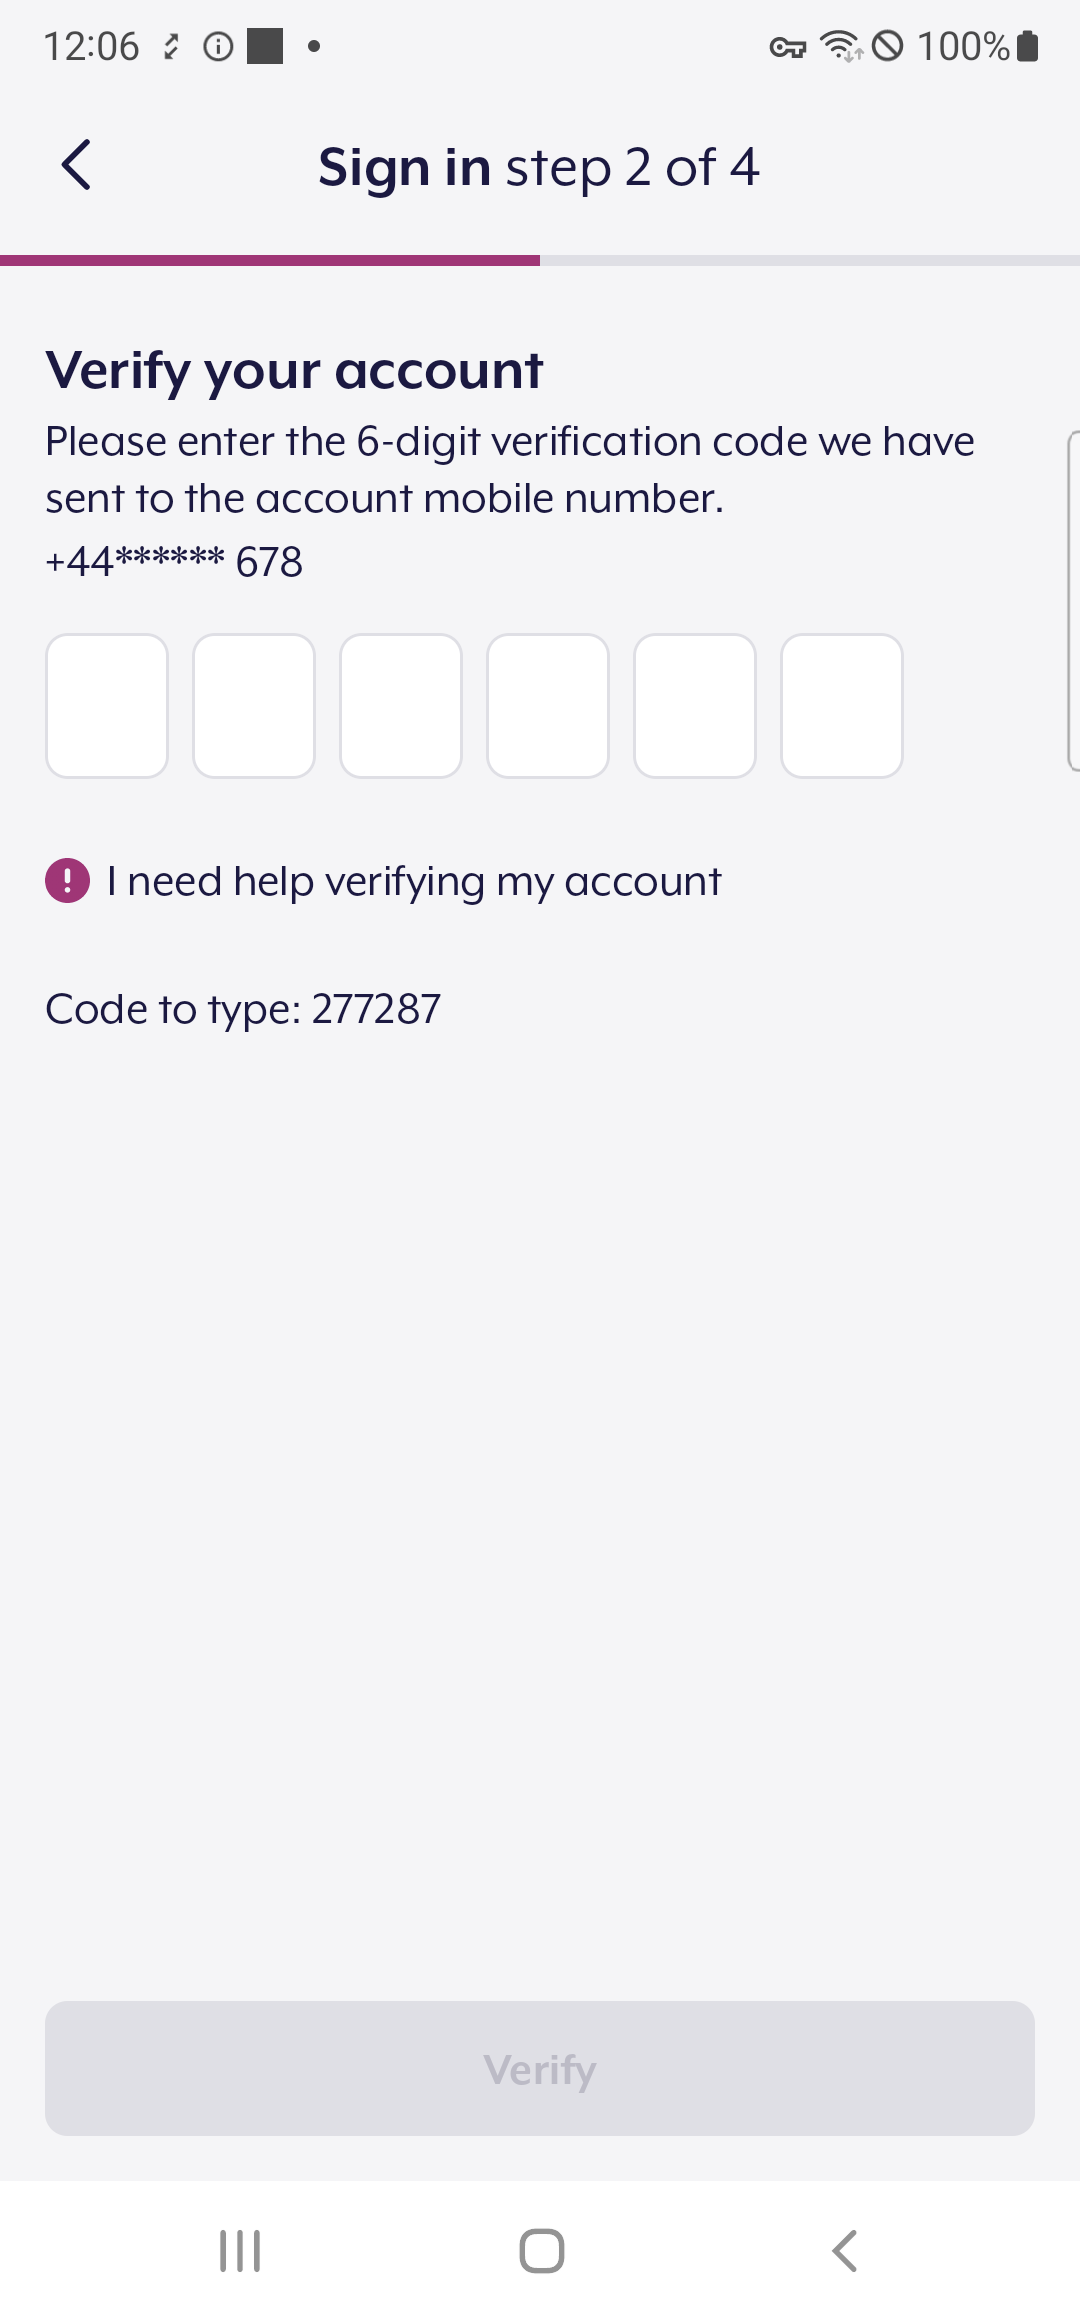 12:06
100%
Sign in step 2 of 4
Verify your account
Please enter the 6-digit verification code we have
sent to the account mobile number.
+44****** 678
I need help verifying my account
Code to type: 277287
Verify